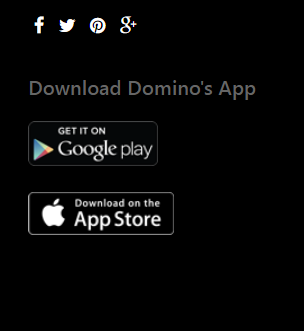 Download Domino's App
GET IT ON
Google play
Download on the
App Store